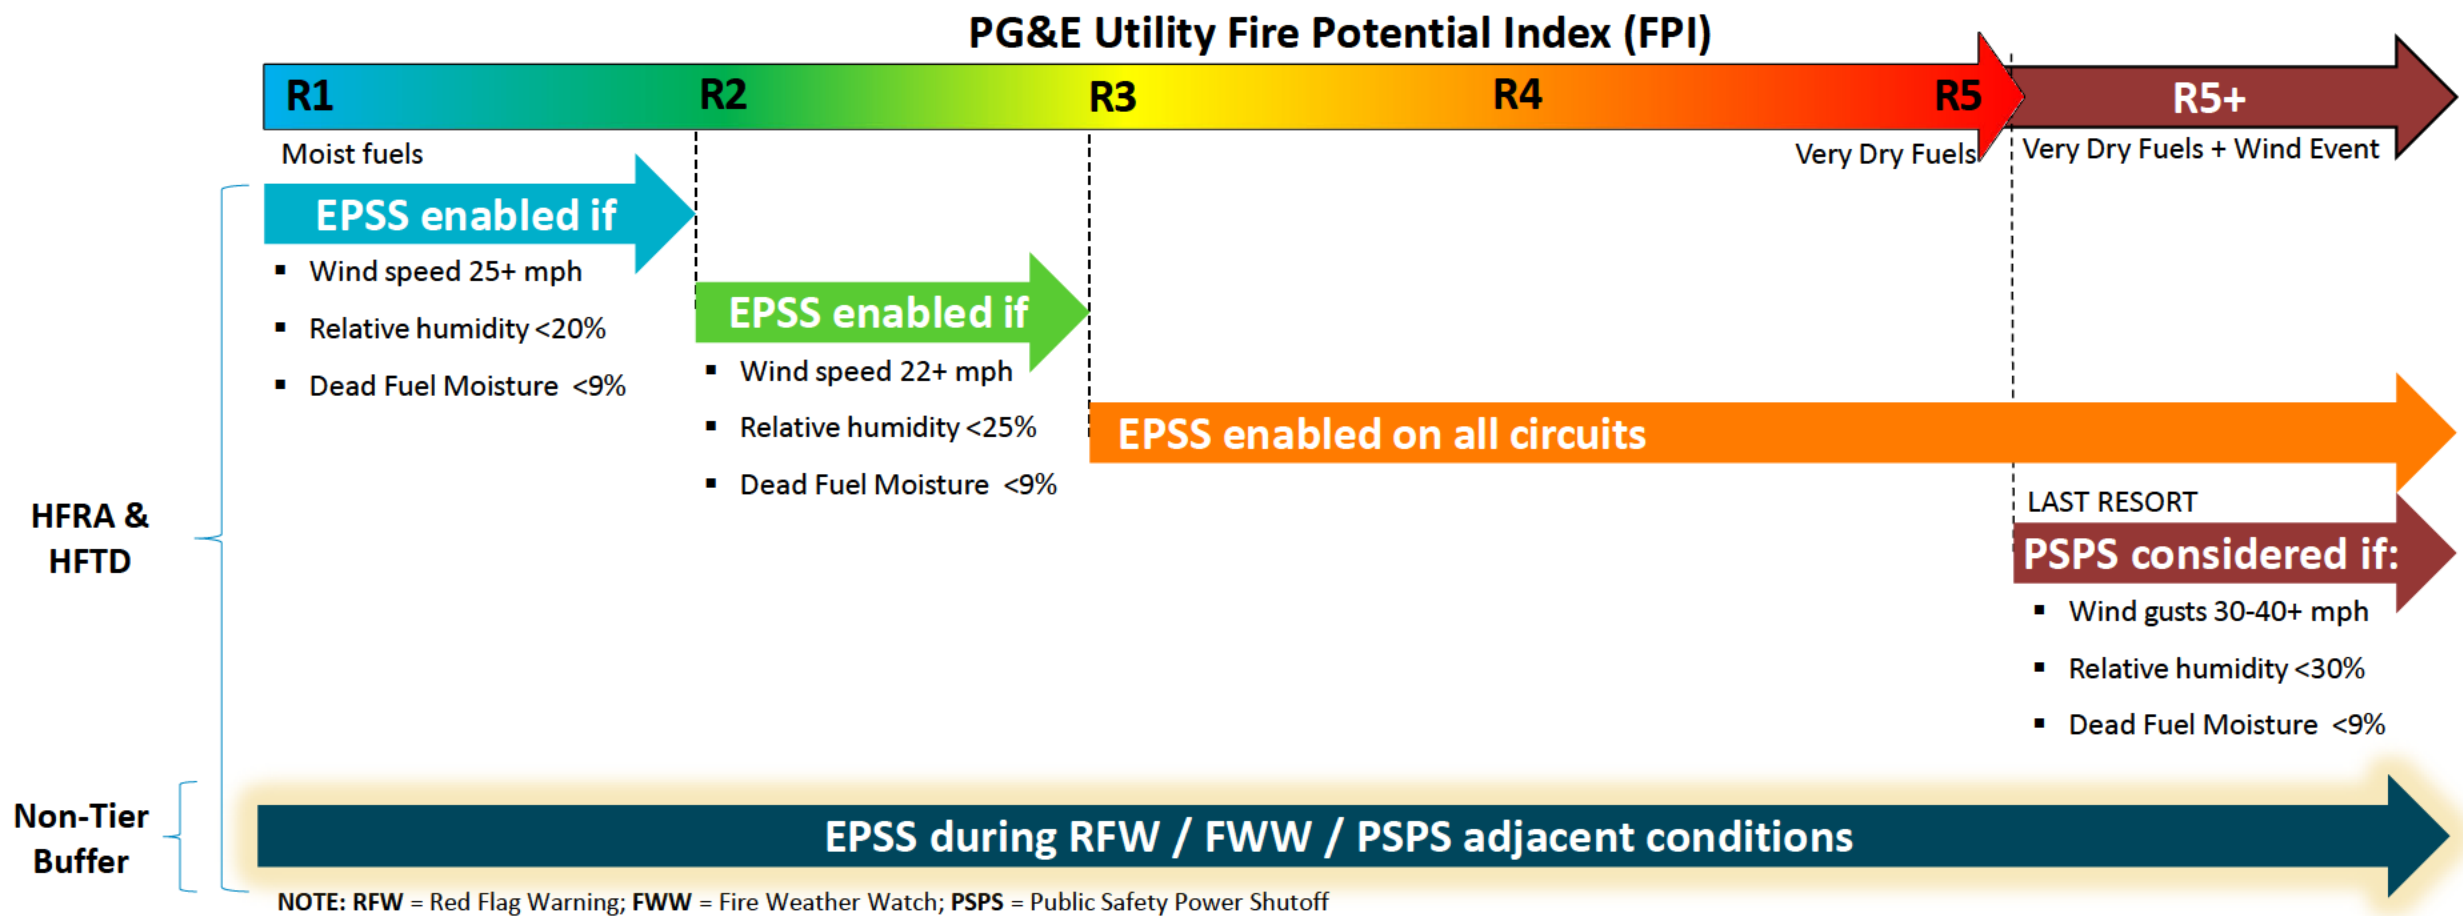 PG&E Utility Fire Potential Index (FPI)
R1 R2 R3 R4 R5 R5+
Moist fuels Very Dry Fuels Very Dry Fuels + Wind Event
EPSS enabled if
▪ Wind speed 25+ mph
▪ Relative humidity <20%
▪ Dead Fuel Moisture <9%
EPSS enabled if
▪ Wind speed 22+ mph
▪ Relative humidity <25%
▪ Dead Fuel Moisture <9%
EPSS enabled on all circuits
HFRA &
HFTD
LAST RESORT
PSPS considered if:
▪ Wind gusts 30-40+ mph
▪ Relative humidity <30%
▪ Dead Fuel Moisture <9%
Non-Tier
Buffer
EPSS during RFW / FWW / PSPS adjacent conditions
NOTE: RFW = Red Flag Warning; FWW = Fire Weather Watch; PSPS = Public Safety Power Shutoff